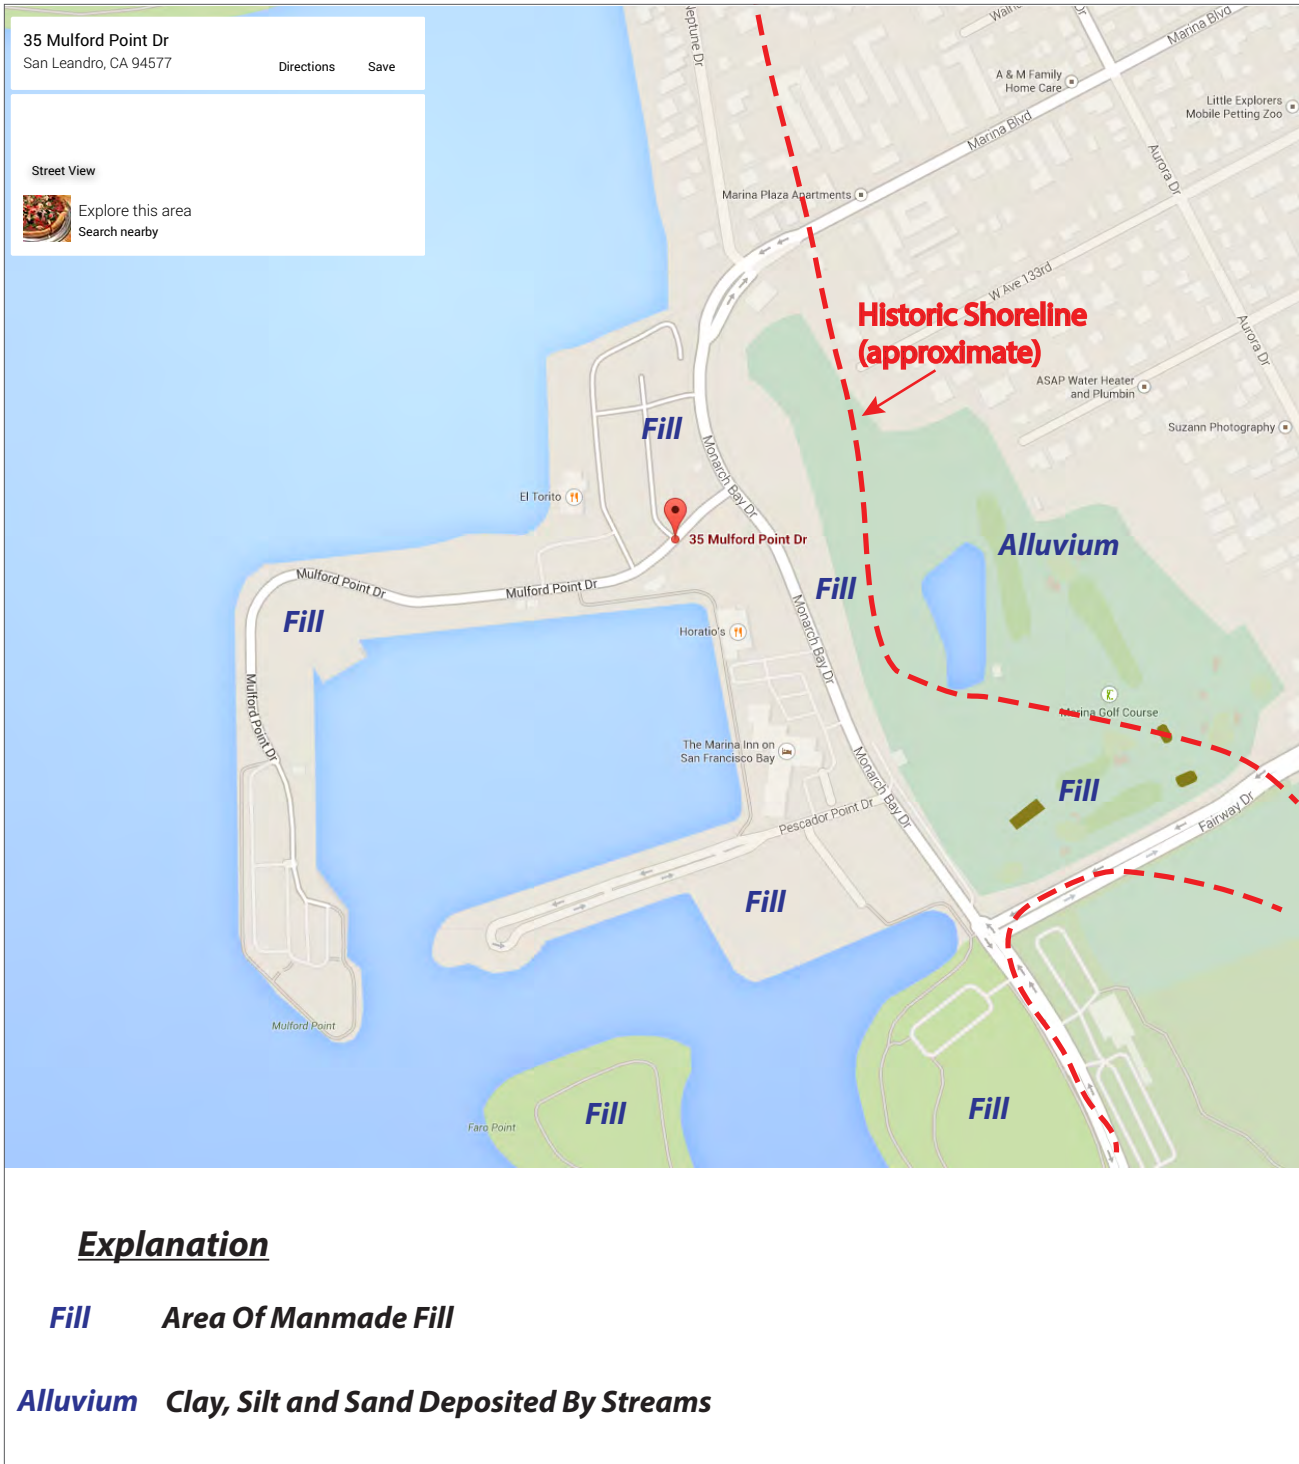 35 Mulford Point Dr
San Leandro, CA 94577
Directions
Save
Street View
Explore this area
Search nearby
Neptune Dr
Marina Blvd
A & M Family
Home Care
Little Explorers
Mobile Petting Zoo
Marina Blvd
Aurora Dr
Marina Plaza Apartments
W Ave 133rd
Historic Shoreline
(approximate)
Aurora Dr
ASAP Water Heater
and Plumbin
Suzann Photography
Fill
Monarch Bay Dr
El Torito
35 Mulford Point Dr
Alluvium
Mulford Point Dr
Mulford Point Dr
Fill
Fill
Horatio's
Monarch Bay Dr
Mulford Point Dr
Marina Golf Course
The Marina Inn on
San Francisco Bay
Monarch Bay Dr
Fill
Pescador Point Dr
Fairway Dr
Fill
Mulford Point
Faro Point
Fill
Fill
Explanation
Fill Area Of Manmade Fill
Alluvium Clay, Silt and Sand Deposited By Streams